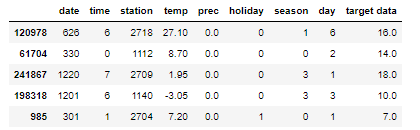 date time station temp prec holiday season day target data
120978 626 6 2718 27.10 0.0 0 1 6 16.0
61704 330 0 1112 8.70 0.0 0 0 2 14.0
241867 1220 7 2709 1.95 0.0 0 3 1 18.0
198318 1201 6 1140 -3.05 0.0 0 3 3 10.0
985 301 1 2704 7.20 0.0 1 0 1 7.0